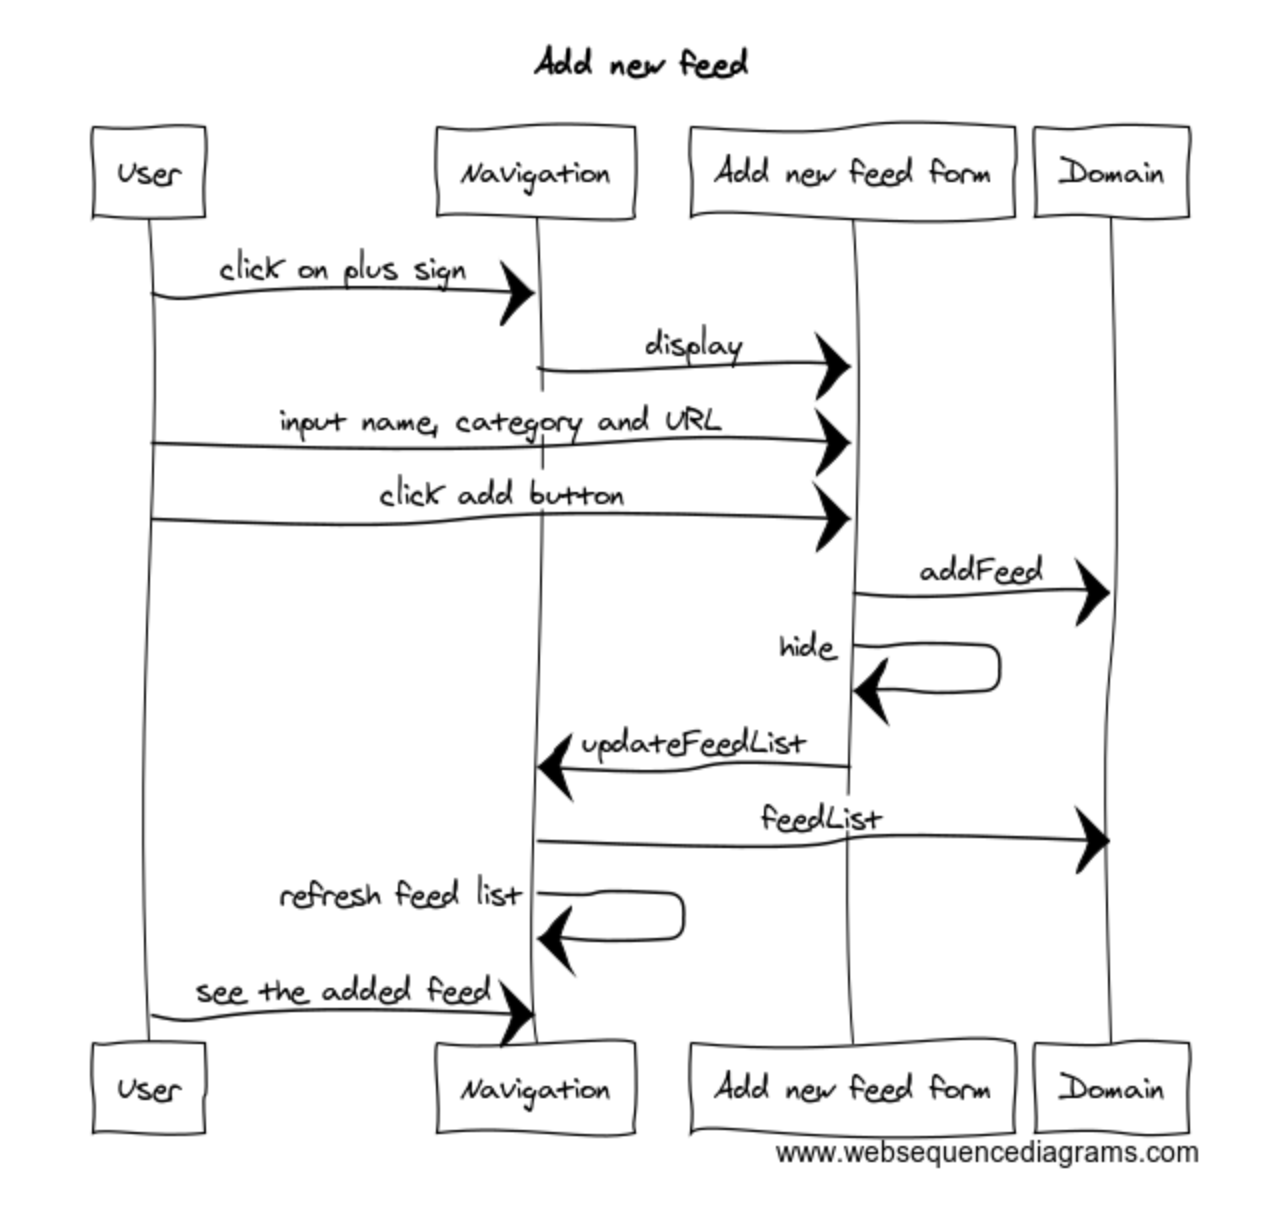 Add new feed
User
Navigation
Add new feed form
Domain
click on plus sign
display
input name, category and URL
click add button
addFeed
hide
updateFeedList
feedList
refresh feed list
see the added feed
User
Navigation
Add new feed form
Domain
www.websequencediagrams.com